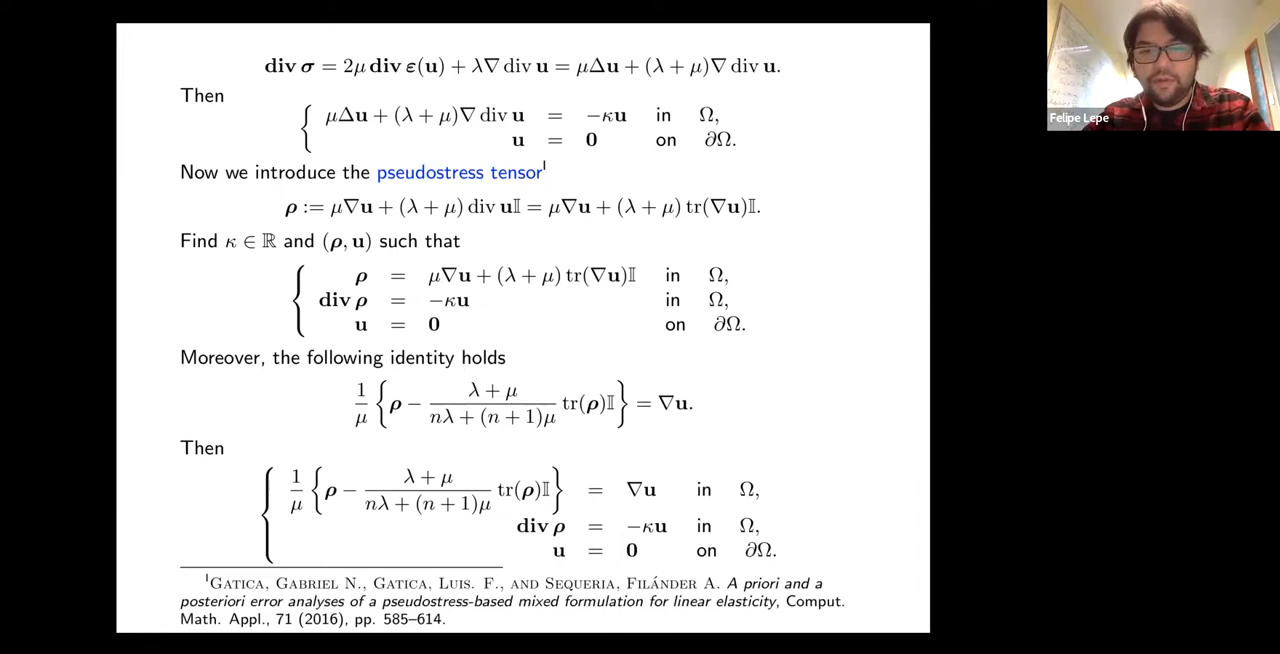 div σ = 2μ div ε(u) + λ∇ div u = μΔu + (λ + μ)∇ div u.
Then
{ μΔu + (λ + μ)∇ div u = −κu in Ω,
u = 0 on ∂Ω.
Now we introduce the pseudostress tensor¹
ρ := μ∇u + (λ + μ) div u𝕀 = μ∇u + (λ + μ) tr(∇u)𝕀.
Find κ ∈ ℝ and (ρ, u) such that
{ ρ = μ∇u + (λ + μ) tr(∇u)𝕀 in Ω,
div ρ = −κu in Ω,
u = 0 on ∂Ω.
Moreover, the following identity holds
1/μ { ρ − (λ + μ)/(nλ + (n + 1)μ) tr(ρ)𝕀 } = ∇u.
Then
{ 1/μ { ρ − (λ + μ)/(nλ + (n + 1)μ) tr(ρ)𝕀 } = ∇u in Ω,
div ρ = −κu in Ω,
u = 0 on ∂Ω.
¹Gatica, Gabriel N., Gatica, Luis. F., and Sequeria, Filánder A. A priori and a
posteriori error analyses of a pseudostress-based mixed formulation for linear elasticity, Comput.
Math. Appl., 71 (2016), pp. 585–614.
Felipe Lepe